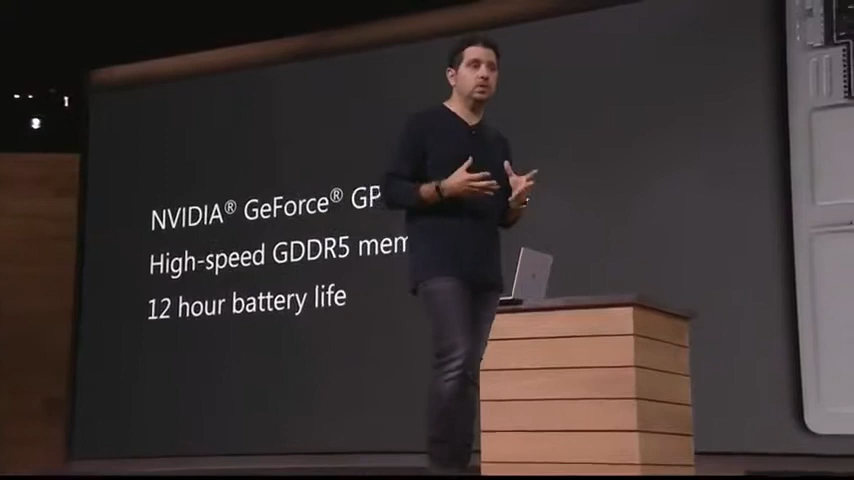 NVIDIA® GeForce® GP
High-speed GDDR5 mem
12 hour battery life